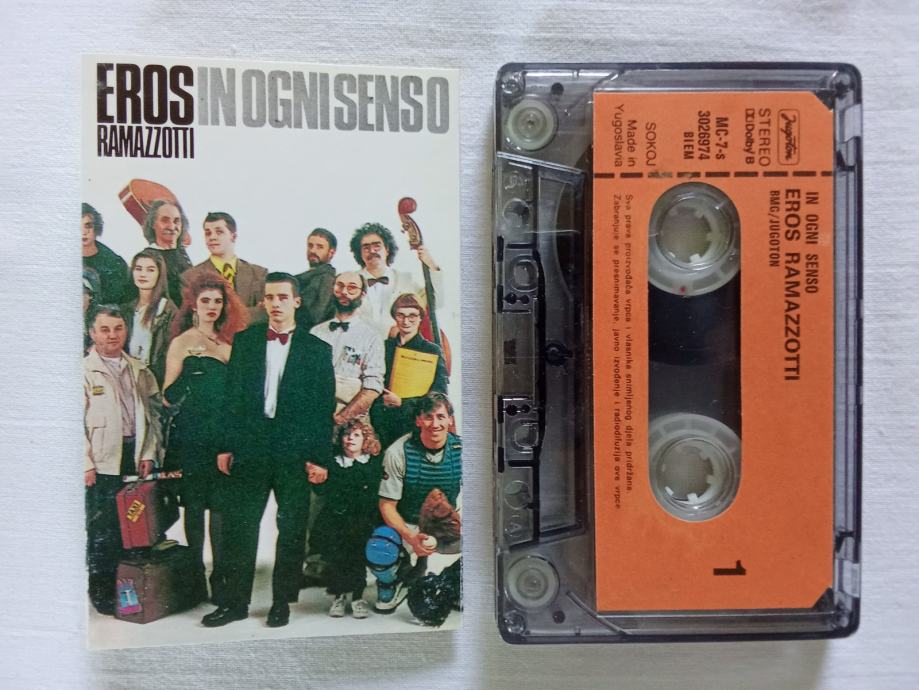 EROS IN OGNI SENSO
RAMAZZOTTI
TAXI
Jugoton
STEREO
Dolby B
MC-7-S
3026974
BIEM
SOKOJ
Made in
Yugoslavia
IN OGNI SENSO
EROS RAMAZZOTTI
BMG/JUGOTON
Sva prava proizvođača vrpce i vlasnika snimljenog djela pridržana.
Zabranjuje se presnimavanje, javno izvođenje i radiodifuzija ove vrpce
1